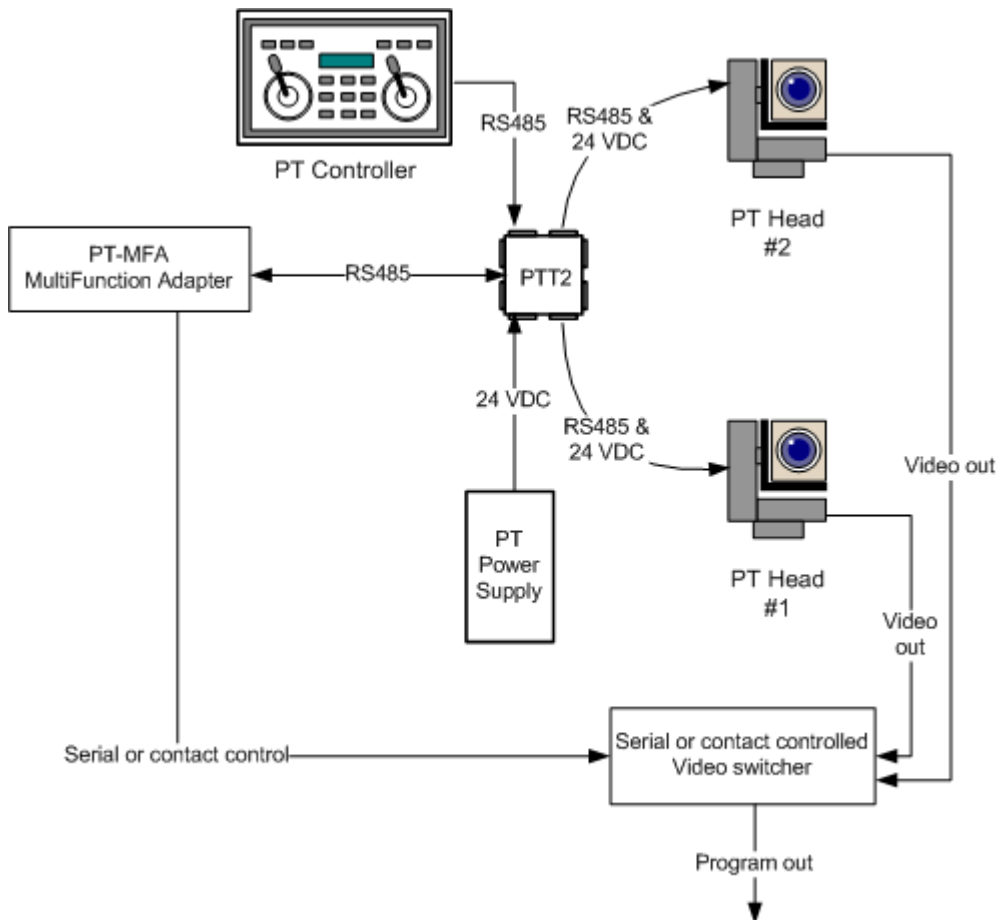 RS485
PT Controller
RS485 &
24 VDC
PT Head
#2
PT-MFA
MultiFunction Adapter
RS485
PTT2
24 VDC
RS485 &
24 VDC
PT
Power
Supply
PT Head
#1
Video out
Video
out
Serial or contact control
Serial or contact controlled
Video switcher
Program out